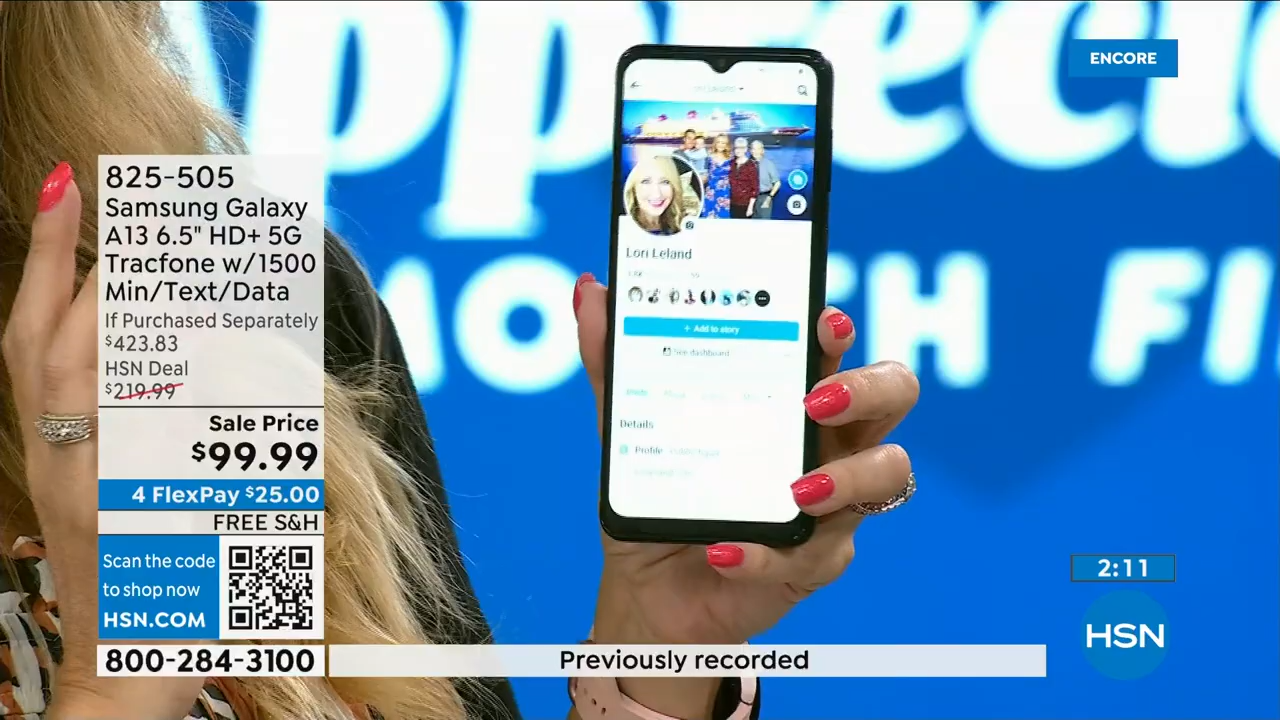 Apprecia
MONTH FI
ENCORE
825-505
Samsung Galaxy
A13 6.5" HD+ 5G
Tracfone w/1500
Min/Text/Data
If Purchased Separately
$423.83
HSN Deal
$219.99
Sale Price
$99.99
4 FlexPay $25.00
FREE S&H
Scan the code
to shop now
HSN.COM
800-284-3100
Previously recorded
2:11
HSN
Lori Leland
+ Add to story
See dashboard
Details
Profile